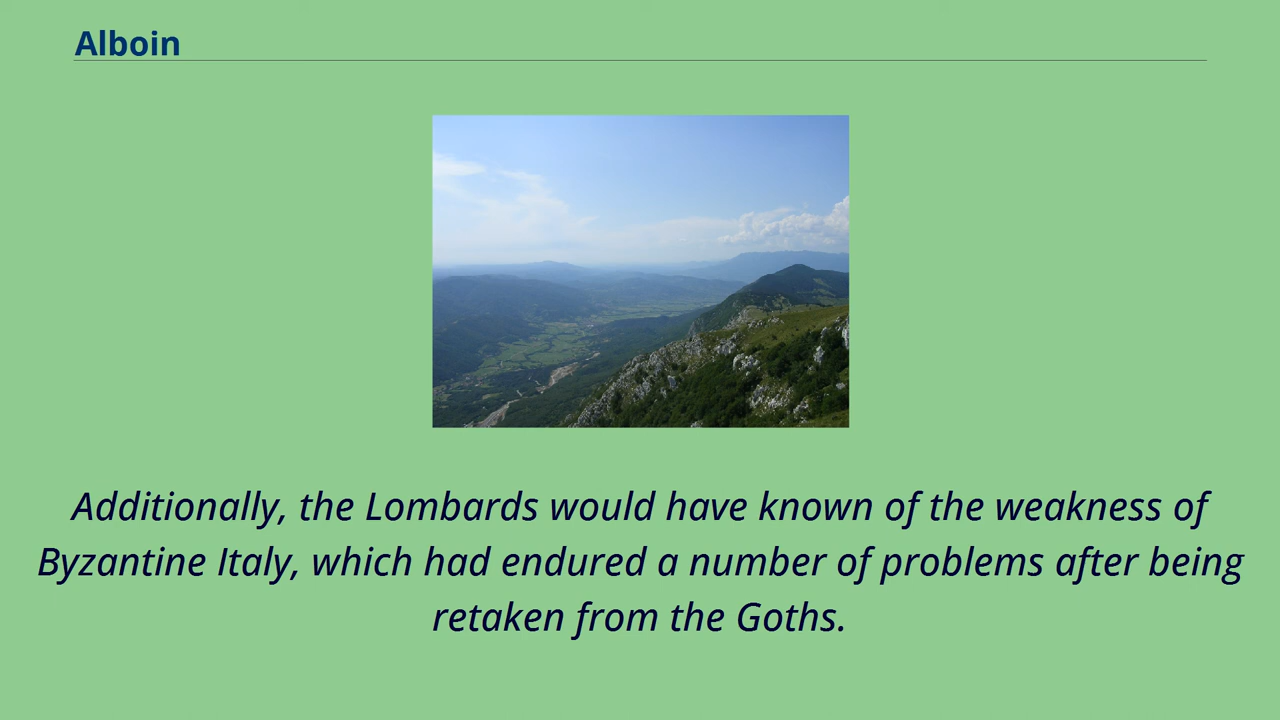 Alboin
Additionally, the Lombards would have known of the weakness of
Byzantine Italy, which had endured a number of problems after being
retaken from the Goths.